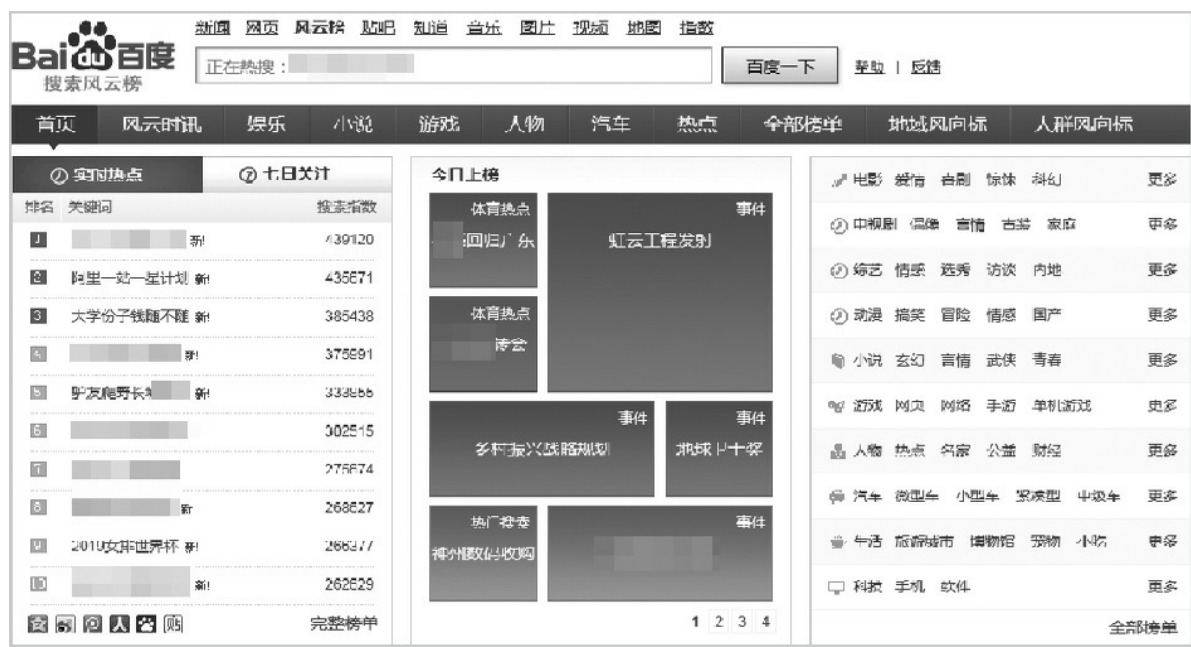 新闻 网页 风云榜 贴吧 知道 音乐 图片 视频 地图 指数
Bai du 百度
搜索风云榜
正在热搜：
百度一下
帮助 | 反馈
首页 风云时讯 娱乐 小说 游戏 人物 汽车 热点 全部榜单 地域风向标 人群风向标
实时热点 七日关注
排名 关键词 搜索指数
1 新! 439120
2 阿里一站一星计划 新! 435671
3 大学份子钱随不随 新! 385438
4 新! 375991
5 驴友爬野长 新!
6 302515
7
8 新 268527
9 女排世界杯 新!
10 新! 262529
完整榜单
今日上榜
体育热点
回归广东
事件
虹云工程发射
体育热点
事件
乡村振兴战略规划
事件
地球卫士奖
热门搜索
神州数码收购
事件
1 2 3 4
电影 爱情 喜剧 惊悚 科幻 更多
电视剧 偶像 言情 古装 家庭 更多
综艺 情感 选秀 访谈 内地 更多
动漫 搞笑 冒险 情感 国产 更多
小说 玄幻 言情 武侠 青春 更多
游戏 网页 网络 手游 单机游戏 更多
人物 热点 名家 公益 财经 更多
汽车 微型车 小型车 紧凑型 中级车 更多
生活 旅游城市 博物馆 宠物 小吃 更多
科技 手机 软件 更多
全部榜单